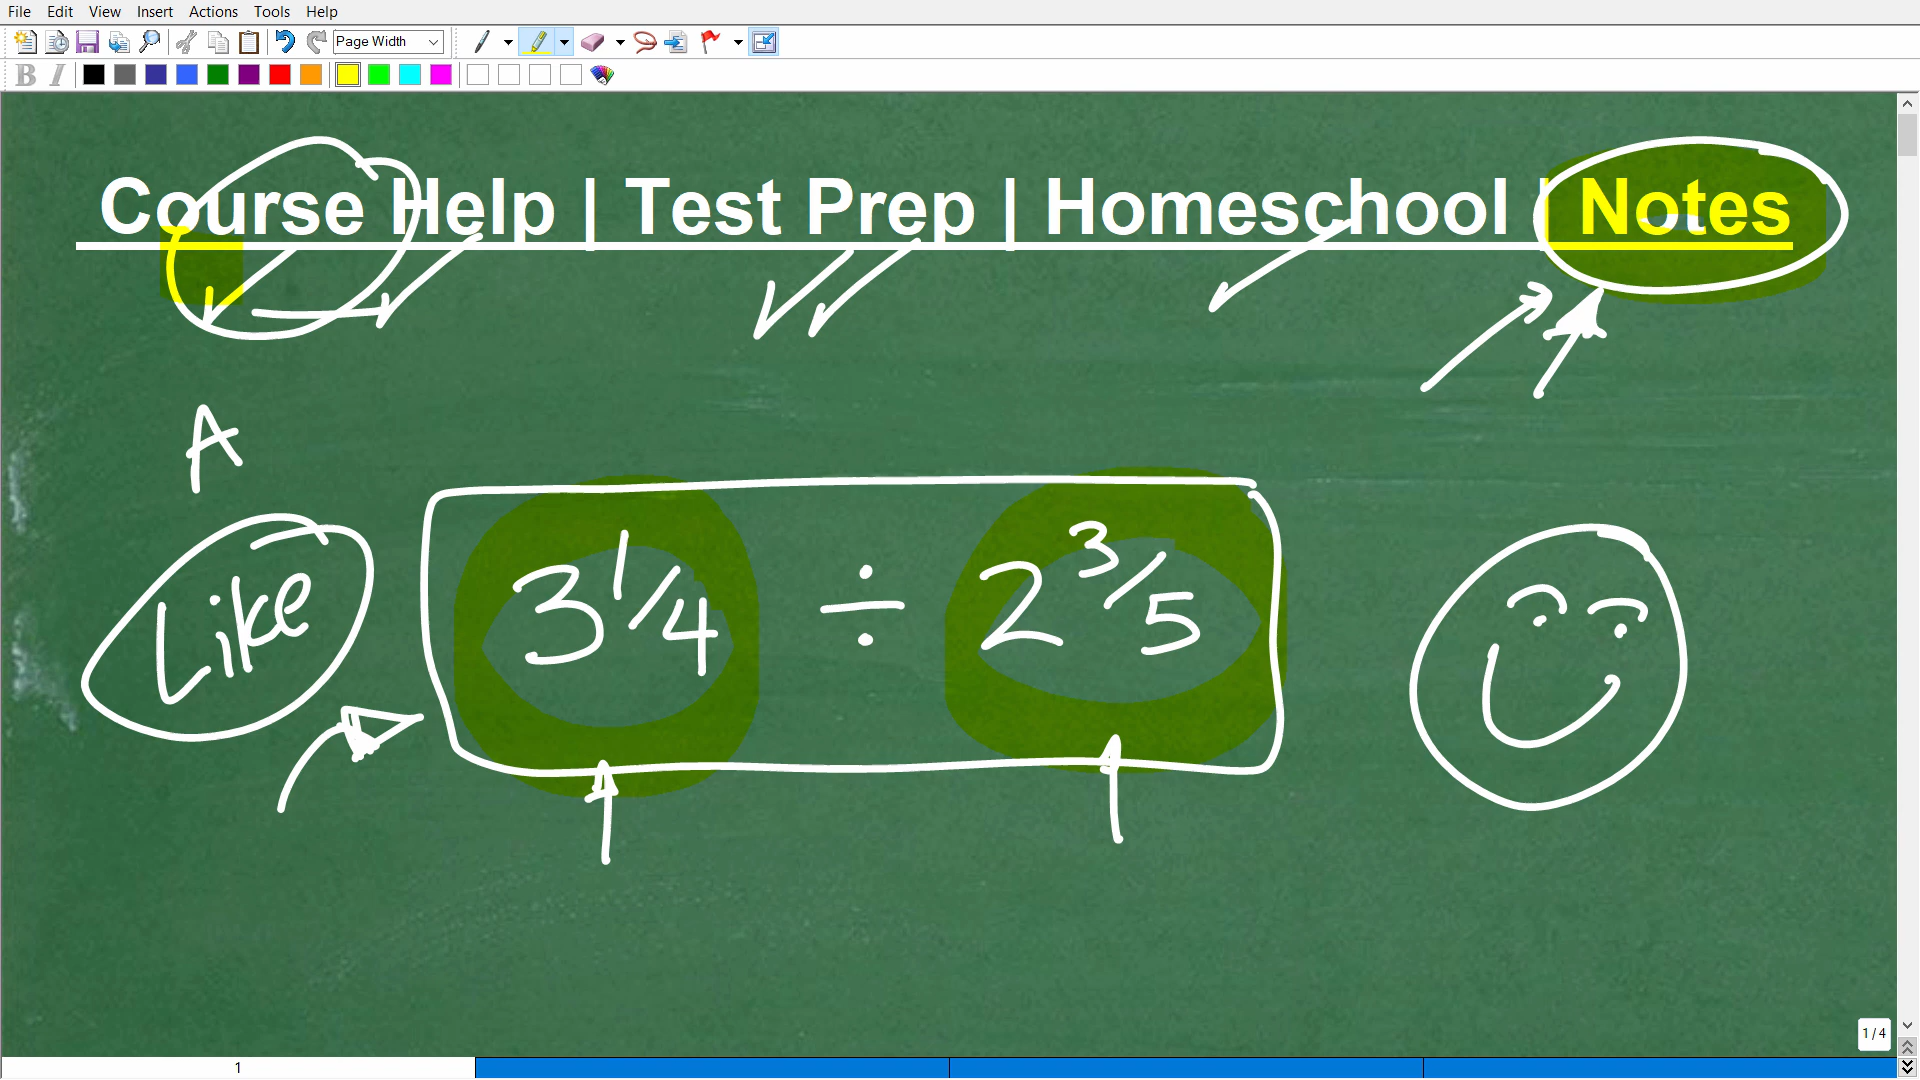 File Edit View Insert Actions Tools Help
Page Width
B I
Course Help | Test Prep | Homeschool | Notes
A
Like
3 1/4 ÷ 2 3/5
1 / 4
1